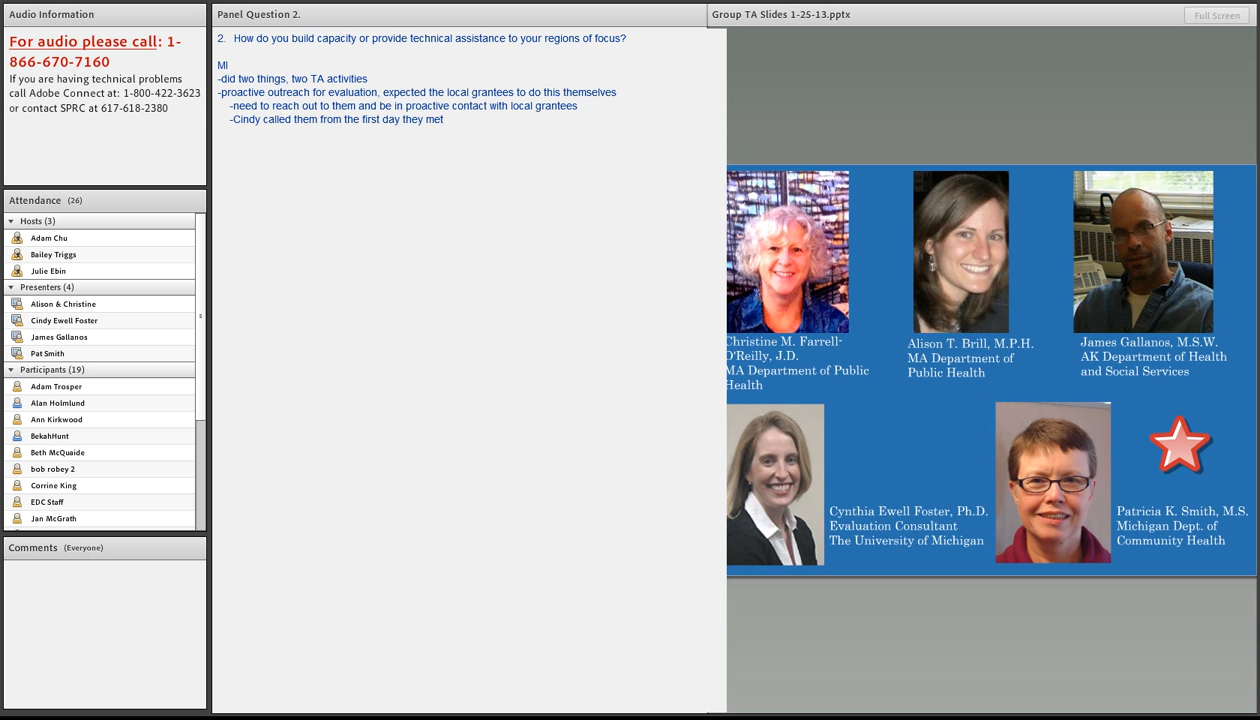 Audio Information
For audio please call: 1-
866-670-7160
If you are having technical problems
call Adobe Connect at: 1-800-422-3623
or contact SPRC at 617-618-2380
Attendance (26)
Hosts (3)
Adam Chu
Bailey Triggs
Julie Ebin
Presenters (4)
Alison & Christine
Cindy Ewell Foster
James Gallanos
Pat Smith
Participants (19)
Adam Trosper
Alan Holmlund
Ann Kirkwood
BekahHunt
Beth McQuaide
bob robey 2
Corrine King
EDC Staff
Jan McGrath
Comments (Everyone)
Panel Question 2.
2. How do you build capacity or provide technical assistance to your regions of focus?
MI
-did two things, two TA activities
-proactive outreach for evaluation, expected the local grantees to do this themselves
-need to reach out to them and be in proactive contact with local grantees
-Cindy called them from the first day they met
Group TA Slides 1-25-13.pptx
Full Screen
Christine M. Farrell-
O'Reilly, J.D.
MA Department of Public
Health
Alison T. Brill, M.P.H.
MA Department of
Public Health
James Gallanos, M.S.W.
AK Department of Health
and Social Services
Cynthia Ewell Foster, Ph.D.
Evaluation Consultant
The University of Michigan
Patricia K. Smith, M.S.
Michigan Dept. of
Community Health